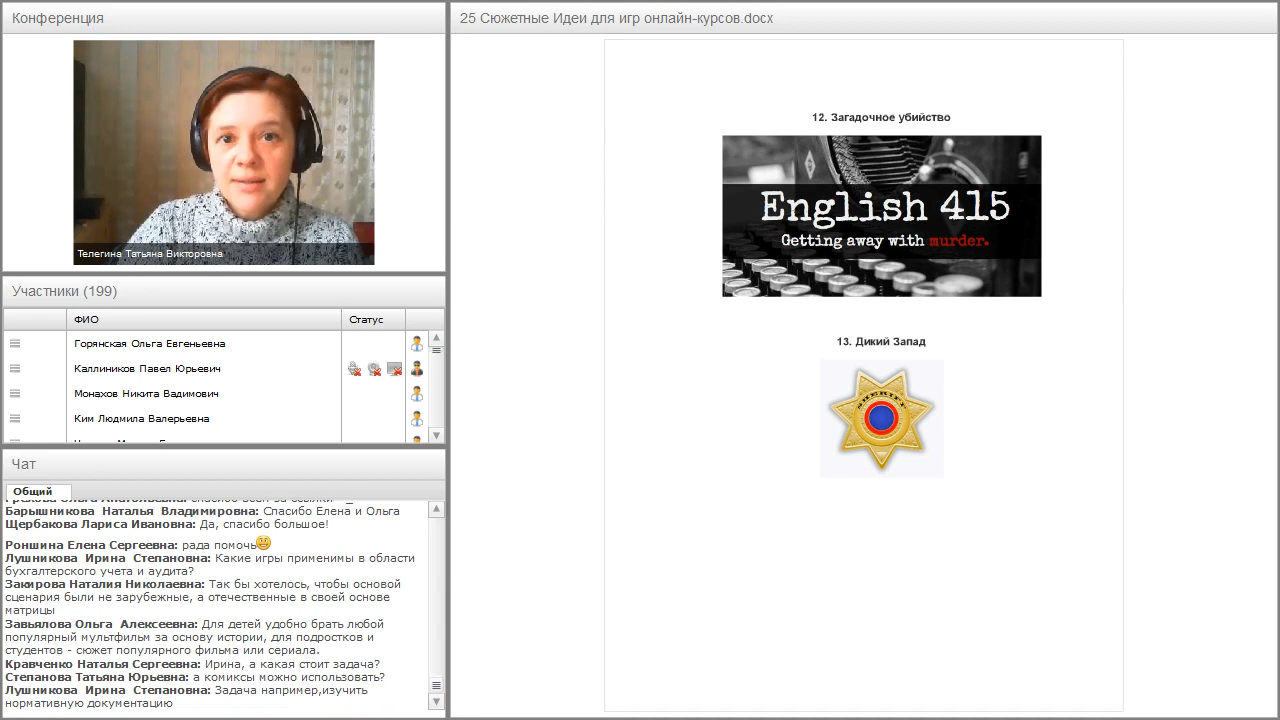 Конференция
Телегина Татьяна Викторовна
Участники (199)
ФИО
Статус
Горянская Ольга Евгеньевна
Каллиников Павел Юрьевич
Монахов Никита Вадимович
Ким Людмила Валерьевна
Чат
Общий
Барышникова Наталья Владимировна: Спасибо Елена и Ольга
Щербакова Лариса Ивановна: Да, спасибо большое!
Роншина Елена Сергеевна: рада помочь
Лушникова Ирина Степановна: Какие игры применимы в области
бухгалтерского учета и аудита?
Закирова Наталия Николаевна: Так бы хотелось, чтобы основой
сценария были не зарубежные, а отечественные в своей основе
матрицы
Завьялова Ольга Алексеевна: Для детей удобно брать любой
популярный мультфильм за основу истории, для подростков и
студентов - сюжет популярного фильма или сериала.
Кравченко Наталья Сергеевна: Ирина, а какая стоит задача?
Степанова Татьяна Юрьевна: а комиксы можно использовать?
Лушникова Ирина Степановна: Задача например,изучить
нормативную документацию
25 Сюжетные Идеи для игр онлайн-курсов.docx
12. Загадочное убийство
English 415
Getting away with murder.
13. Дикий Запад
SHERIFF